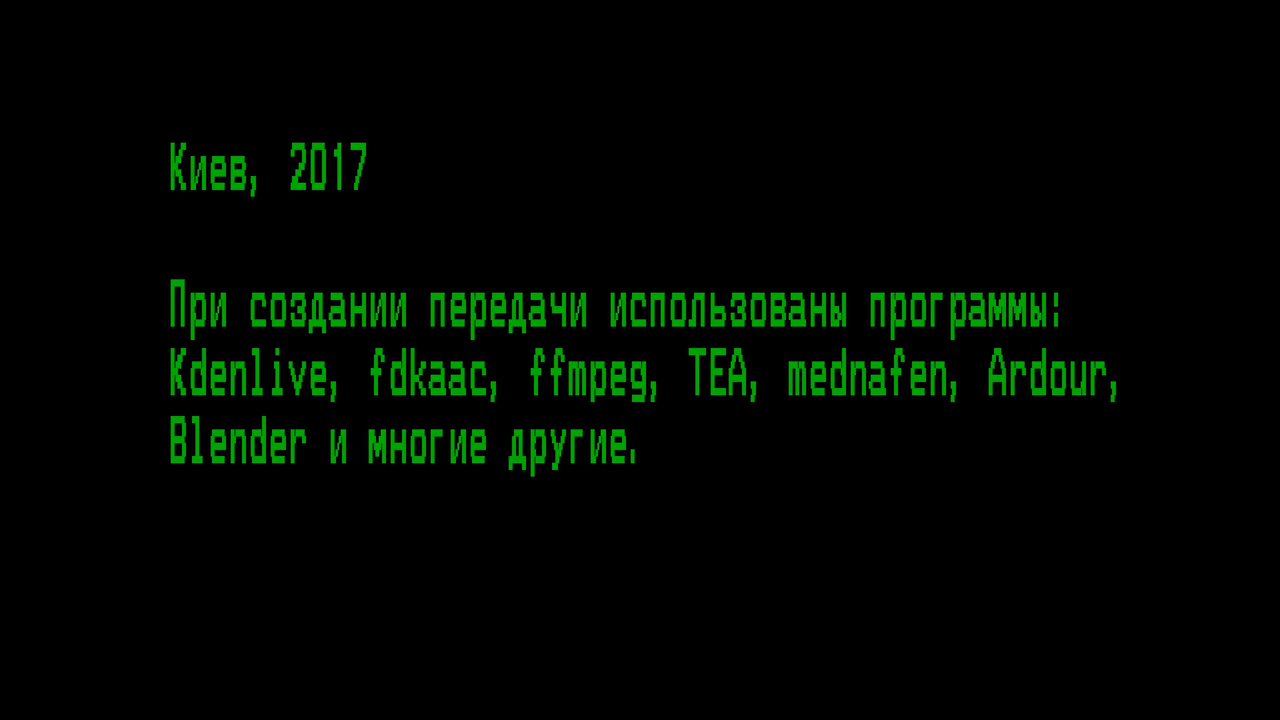 Киев, 2017
При создании передачи использованы программы:
Kdenlive, fdkaac, ffmpeg, TEA, mednafen, Ardour,
Blender и многие другие.